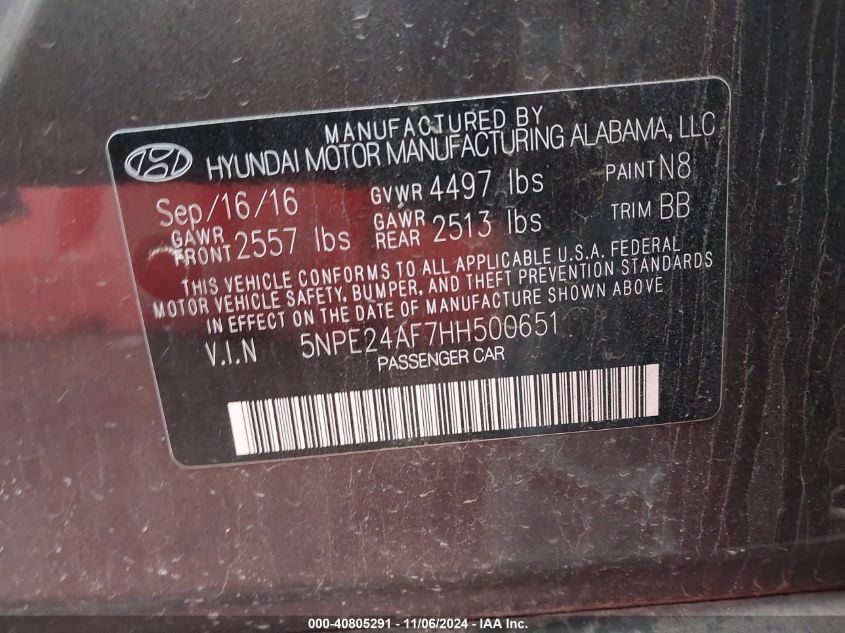 MANUFACTURED BY
HYUNDAI MOTOR MANUFACTURING ALABAMA, LLC
Sep/16/16 GVWR 4497 lbs PAINT N8
GAWR FRONT 2557 lbs GAWR REAR 2513 lbs TRIM BB
THIS VEHICLE CONFORMS TO ALL APPLICABLE U.S.A. FEDERAL
MOTOR VEHICLE SAFETY, BUMPER, AND THEFT PREVENTION STANDARDS
IN EFFECT ON THE DATE OF MANUFACTURE SHOWN ABOVE
V.I.N 5NPE24AF7HH500651
PASSENGER CAR
000-40805291 - 11/06/2024 - © IAA, Inc.